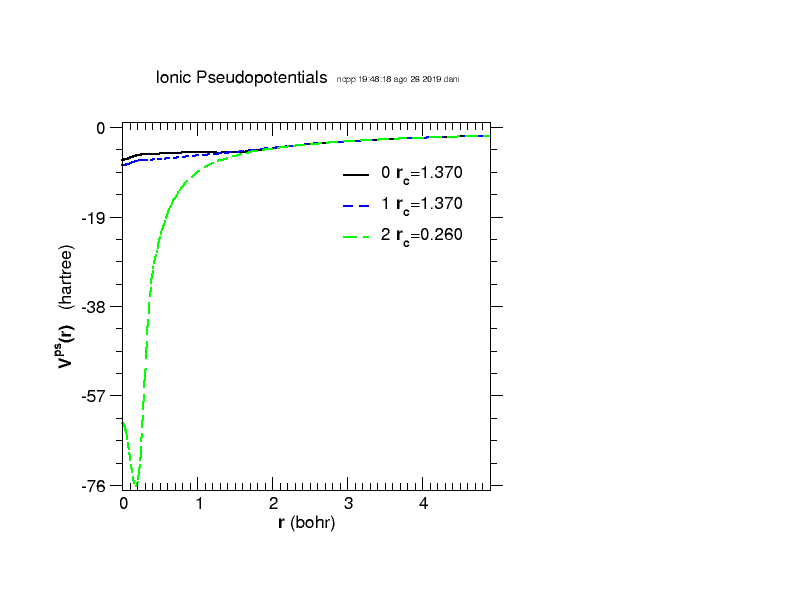 Ionic Pseudopotentials ncpp 19:48:18 ago 26 2019 dani
0
0 r_c=1.370
1 r_c=1.370
-19
2 r_c=0.260
-38
-57
-76
V^ps(r) (hartree)
0 1 2 3 4
r (bohr)